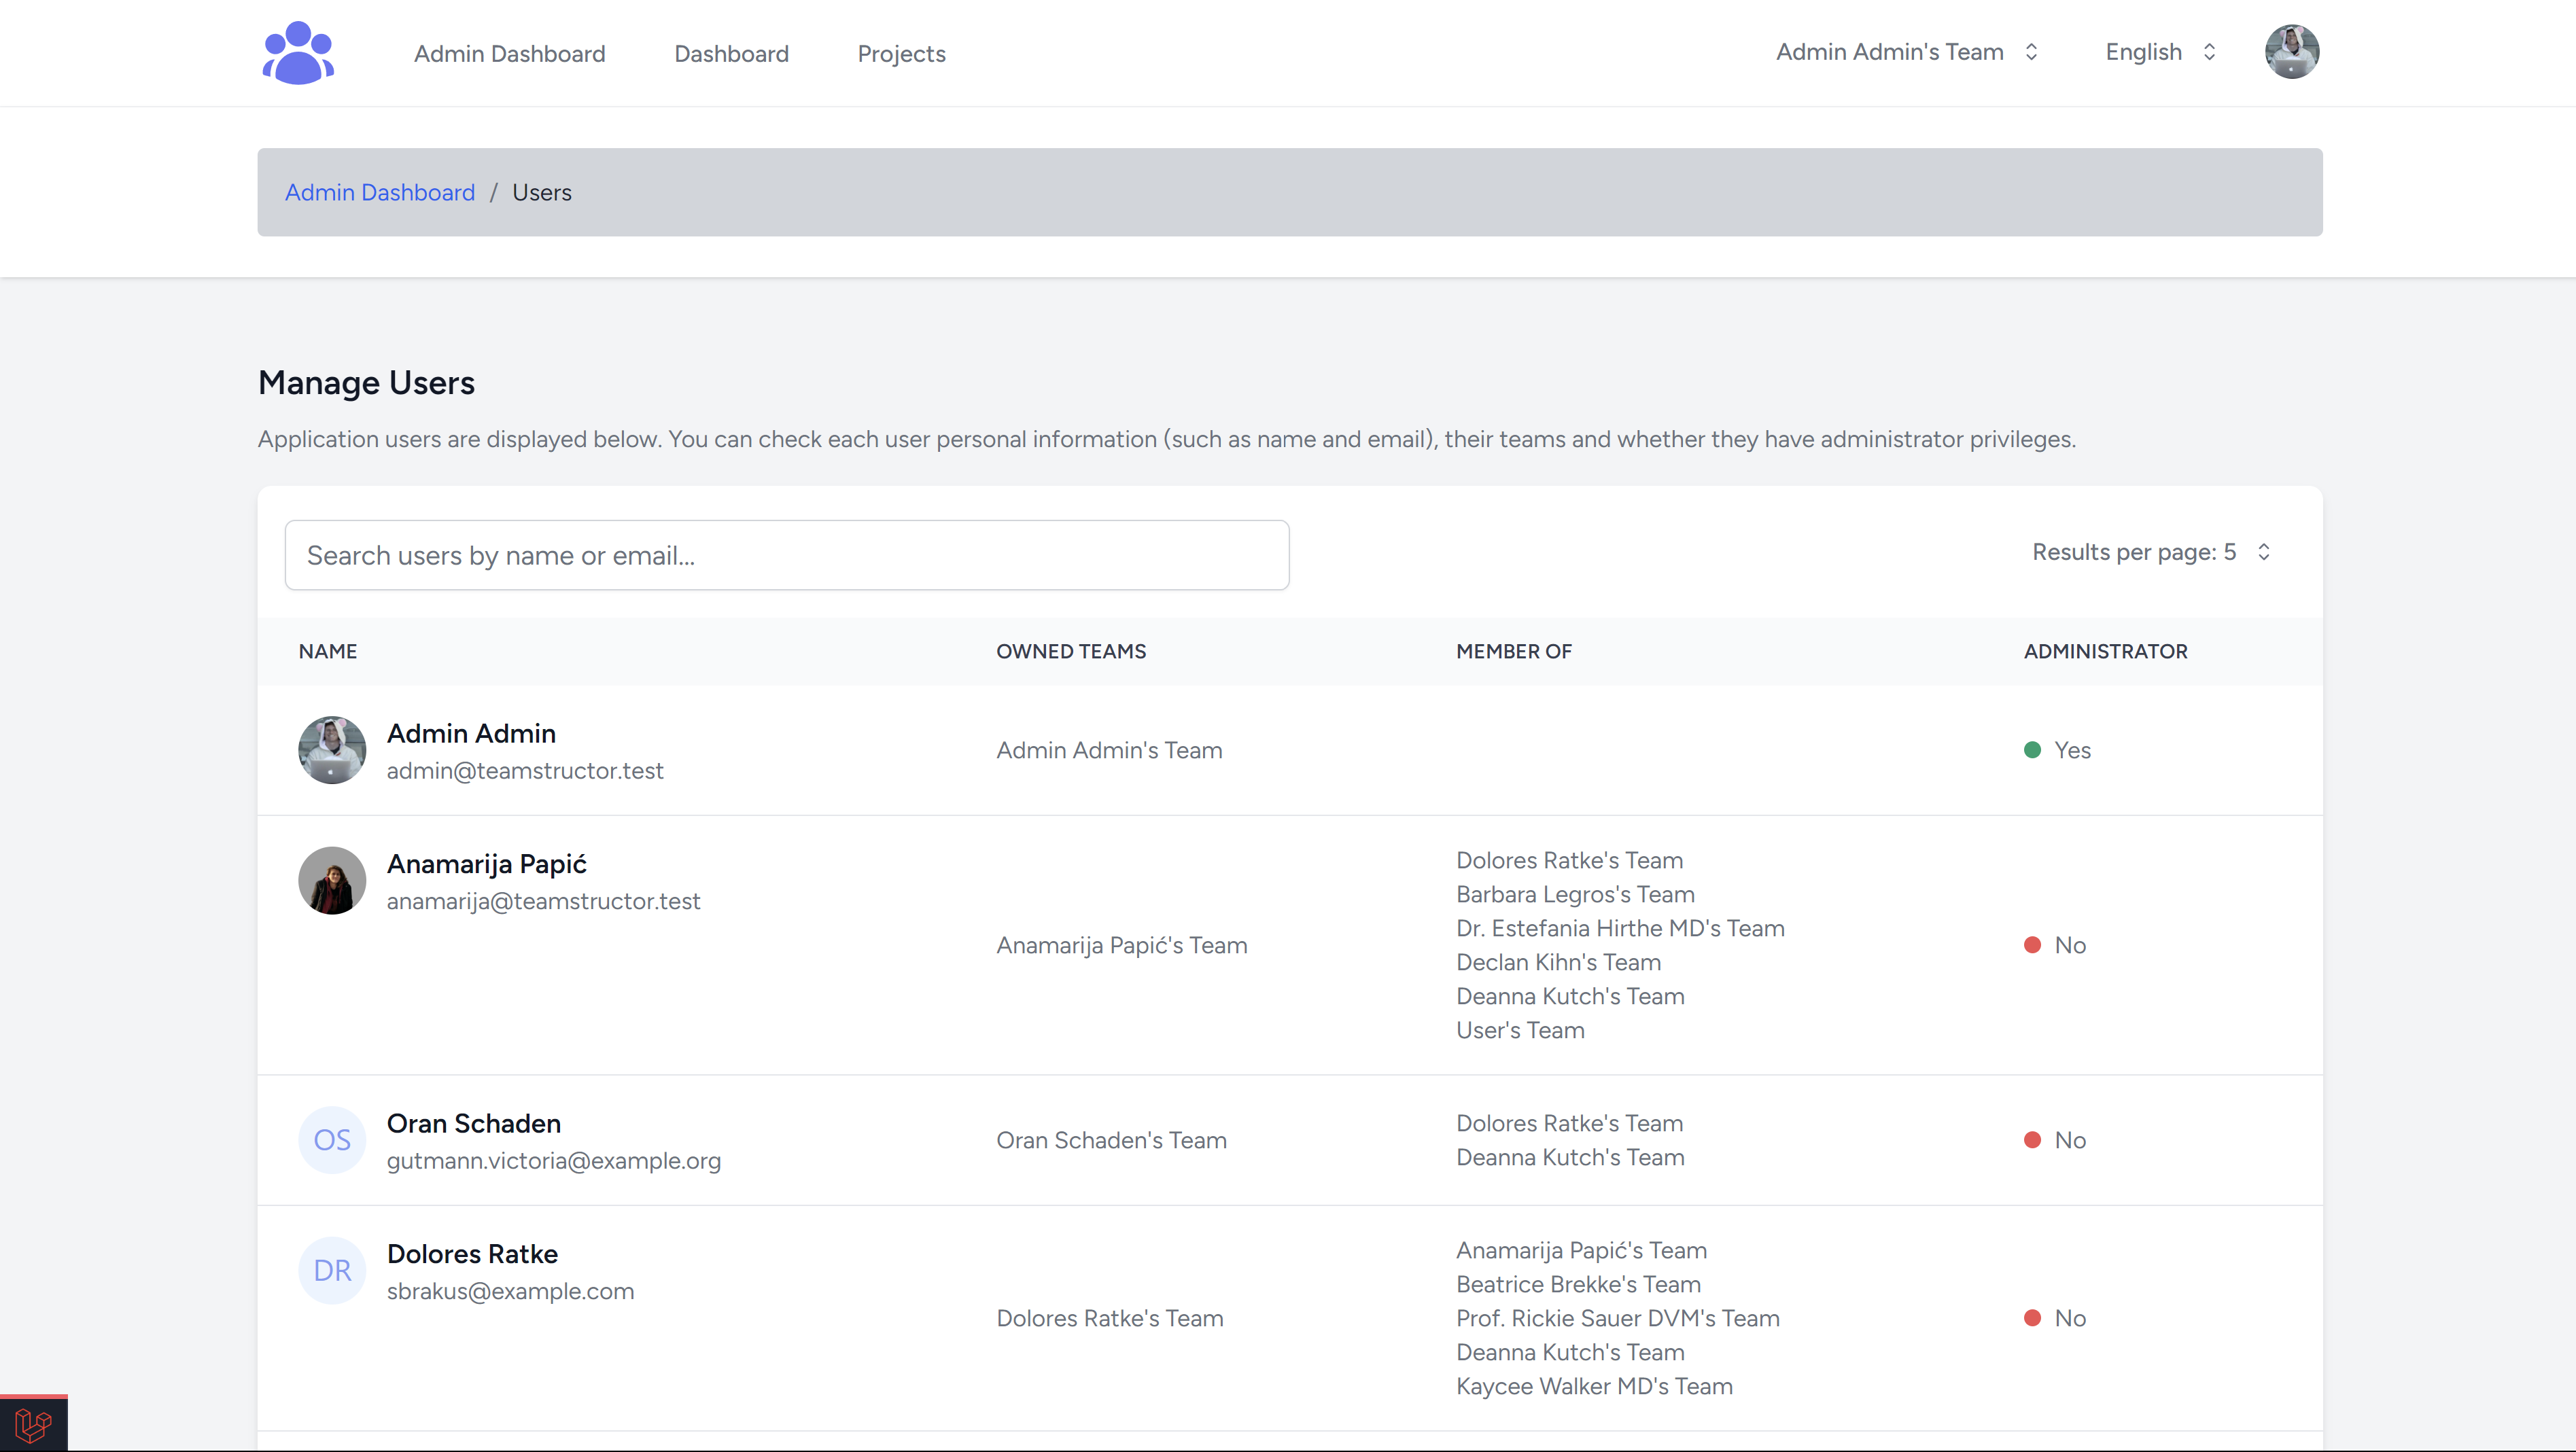 Admin Dashboard Dashboard Projects Admin Admin's Team English
Admin Dashboard / Users
Manage Users
Application users are displayed below. You can check each user personal information (such as name and email), their teams and whether they have administrator privileges.
Search users by name or email...
Results per page: 5
NAME OWNED TEAMS MEMBER OF ADMINISTRATOR
Admin Admin
admin@teamstructor.test
Admin Admin's Team
Yes
Anamarija Papić
anamarija@teamstructor.test
Anamarija Papić's Team
Dolores Ratke's Team
Barbara Legros's Team
Dr. Estefania Hirthe MD's Team
Declan Kihn's Team
Deanna Kutch's Team
User's Team
No
OS
Oran Schaden
gutmann.victoria@example.org
Oran Schaden's Team
Dolores Ratke's Team
Deanna Kutch's Team
No
DR
Dolores Ratke
sbrakus@example.com
Dolores Ratke's Team
Anamarija Papić's Team
Beatrice Brekke's Team
Prof. Rickie Sauer DVM's Team
Deanna Kutch's Team
Kaycee Walker MD's Team
No